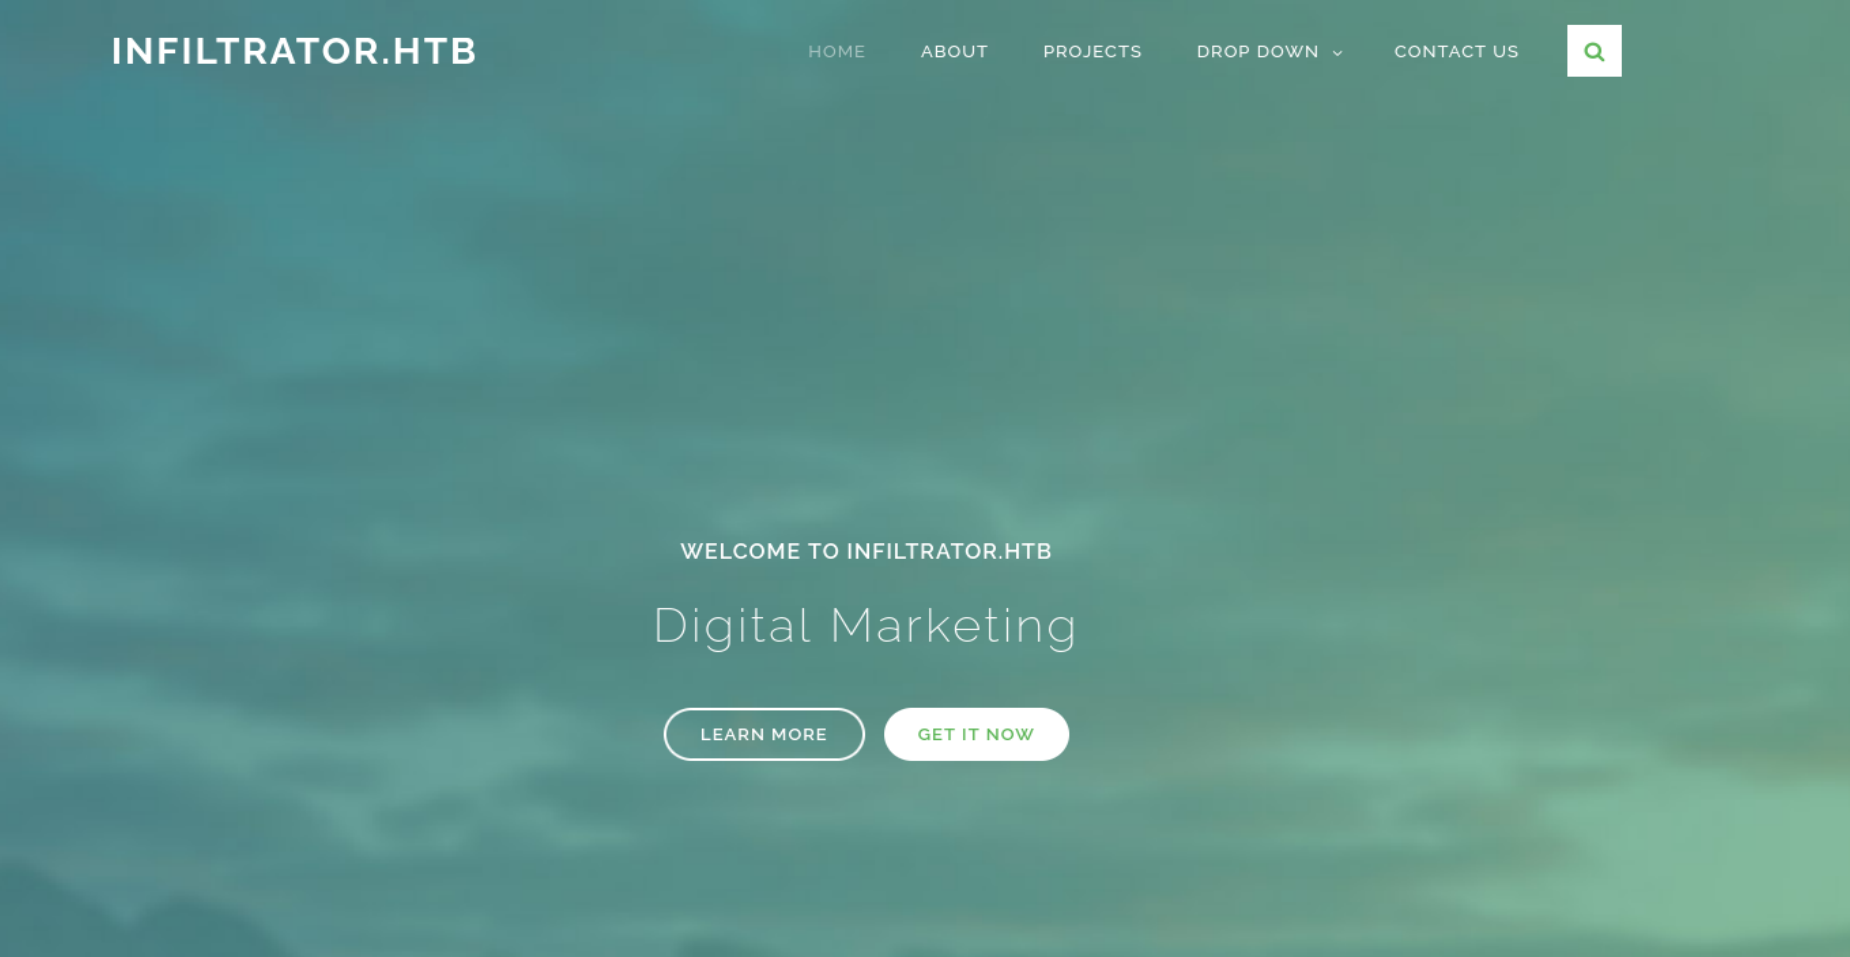 INFILTRATOR.HTB
HOME ABOUT PROJECTS DROP DOWN CONTACT US
WELCOME TO INFILTRATOR.HTB
Digital Marketing
LEARN MORE GET IT NOW